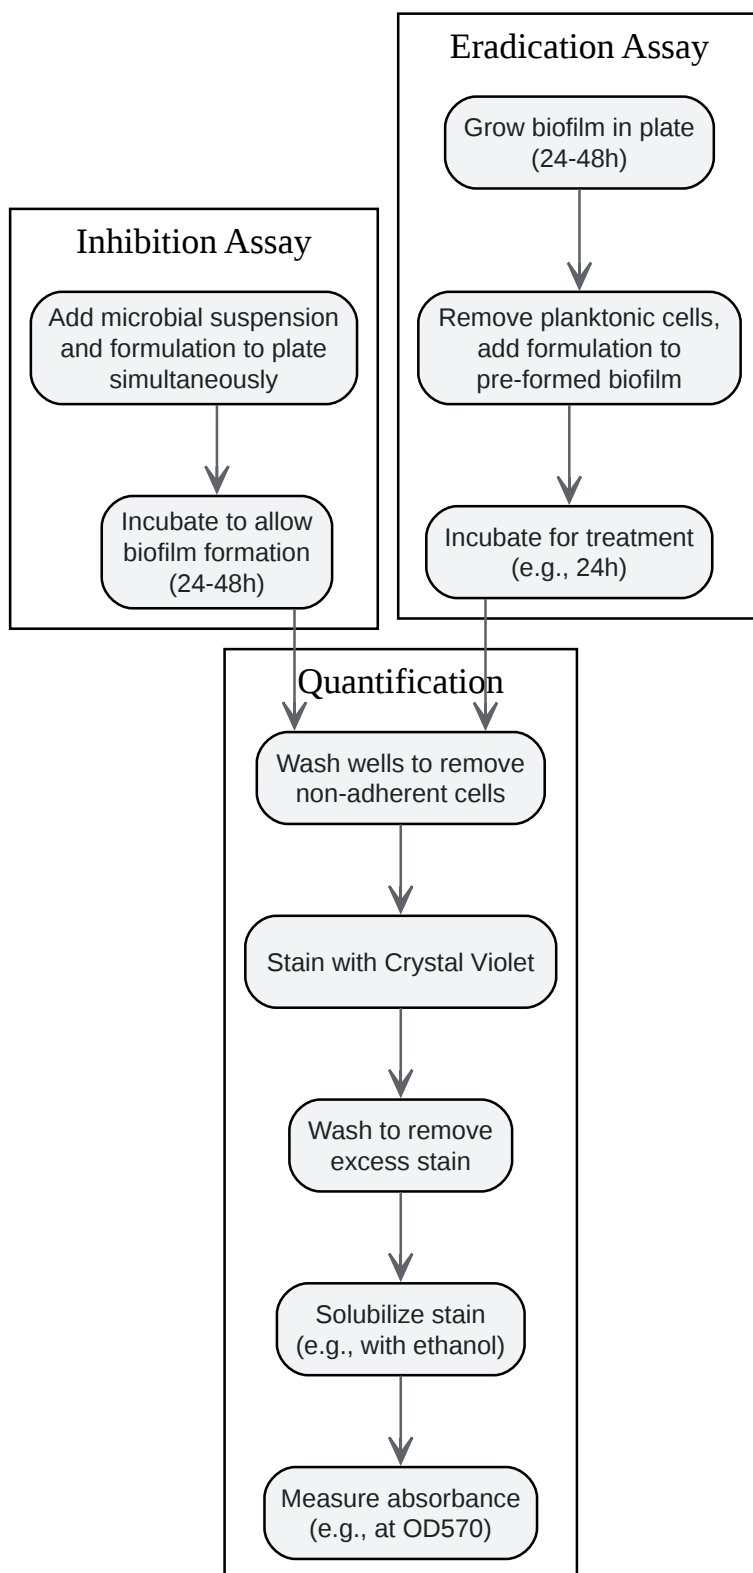 Eradication Assay
Grow biofilm in plate
(24-48h)
Remove planktonic cells,
add formulation to
pre-formed biofilm
Incubate for treatment
(e.g., 24h)
Inhibition Assay
Add microbial suspension
and formulation to plate
simultaneously
Incubate to allow
biofilm formation
(24-48h)
Quantification
Wash wells to remove
non-adherent cells
Stain with Crystal Violet
Wash to remove
excess stain
Solubilize stain
(e.g., with ethanol)
Measure absorbance
(e.g., at OD570)